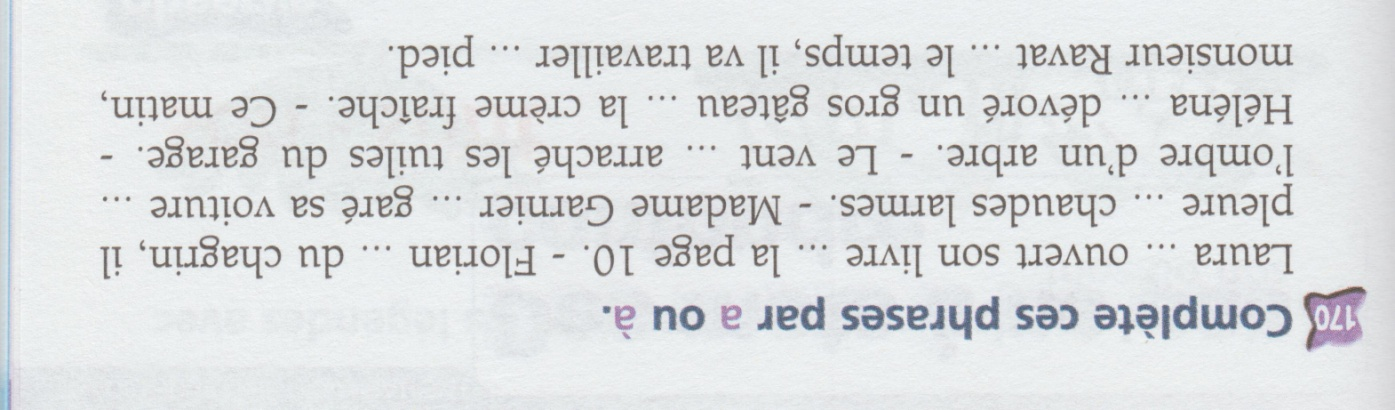 170 Complète ces phrases par a ou à.
Laura ... ouvert son livre ... la page 10. - Florian ... du chagrin, il
pleure ... chaudes larmes. - Madame Garnier ... garé sa voiture ...
l'ombre d'un arbre. - Le vent ... arraché les tuiles du garage. -
Héléna ... dévoré un gros gâteau ... la crème fraîche. - Ce matin,
monsieur Ravat ... le temps, il va travailler ... pied.